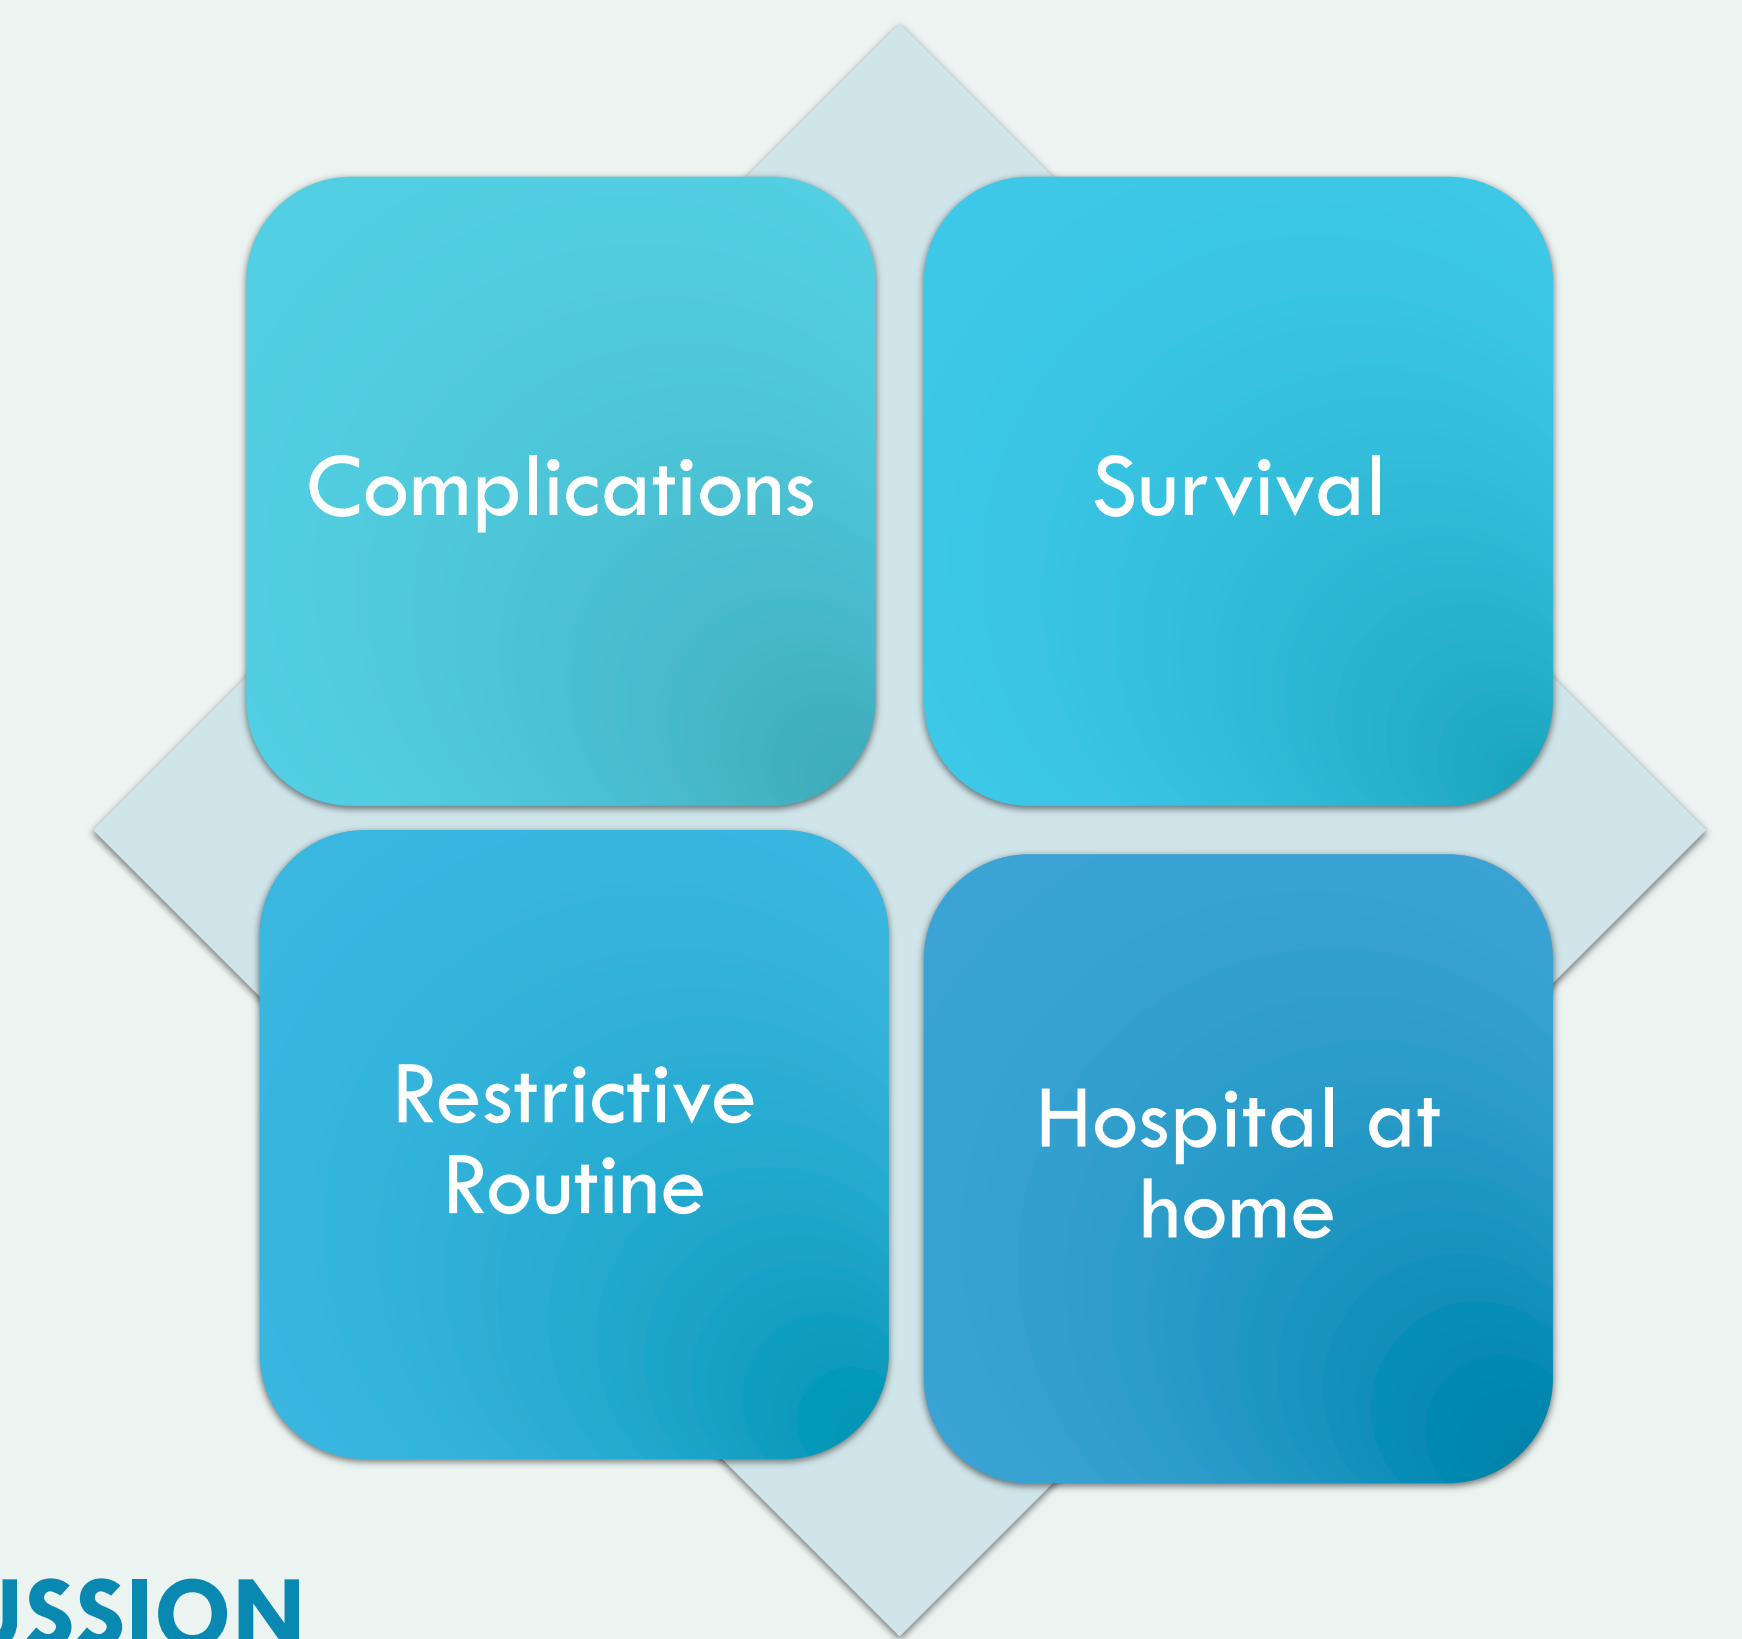 Complications
Survival
Restrictive
Routine
Hospital at
home
USSION